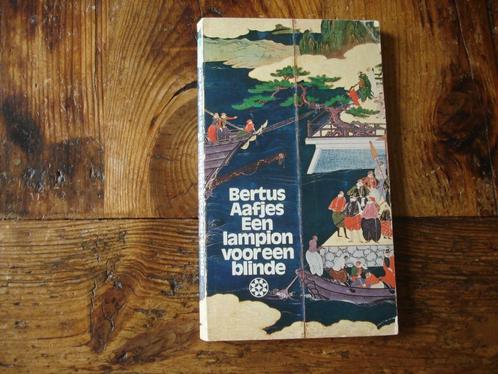 Bertus
Aafjes
Een
lampion
voor een
blinde